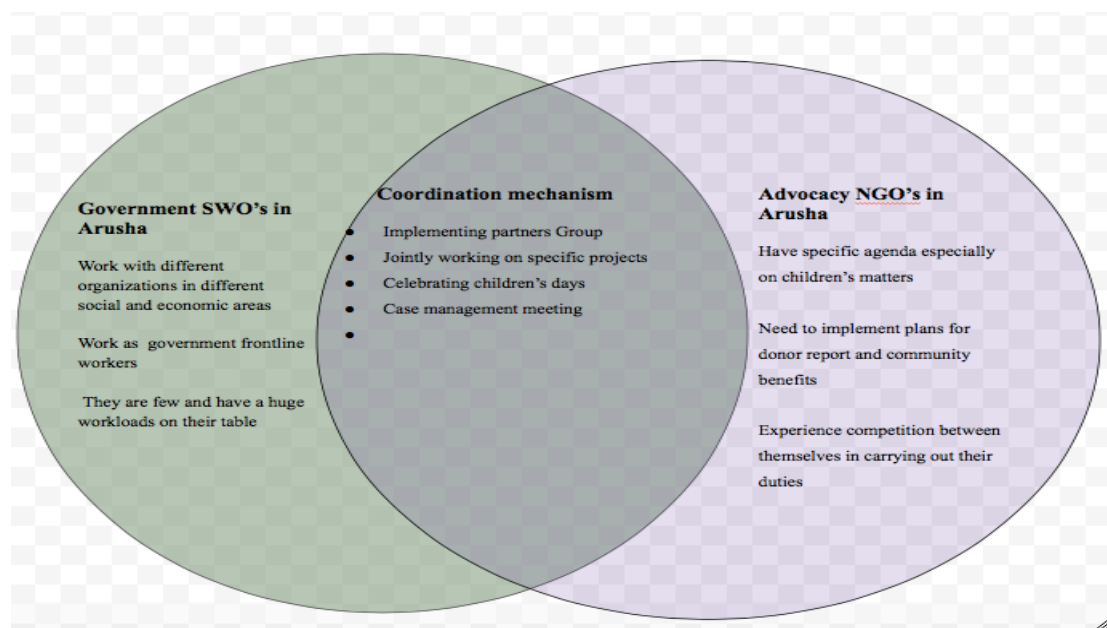 Government SWO’s in
Arusha
Work with different
organizations in different
social and economic areas
Work as government frontline
workers
They are few and have a huge
workloads on their table
Coordination mechanism
• Implementing partners Group
• Jointly working on specific projects
• Celebrating children’s days
• Case management meeting
•
Advocacy NGO’s in
Arusha
Have specific agenda especially
on children’s matters
Need to implement plans for
donor report and community
benefits
Experience competition between
themselves in carrying out their
duties